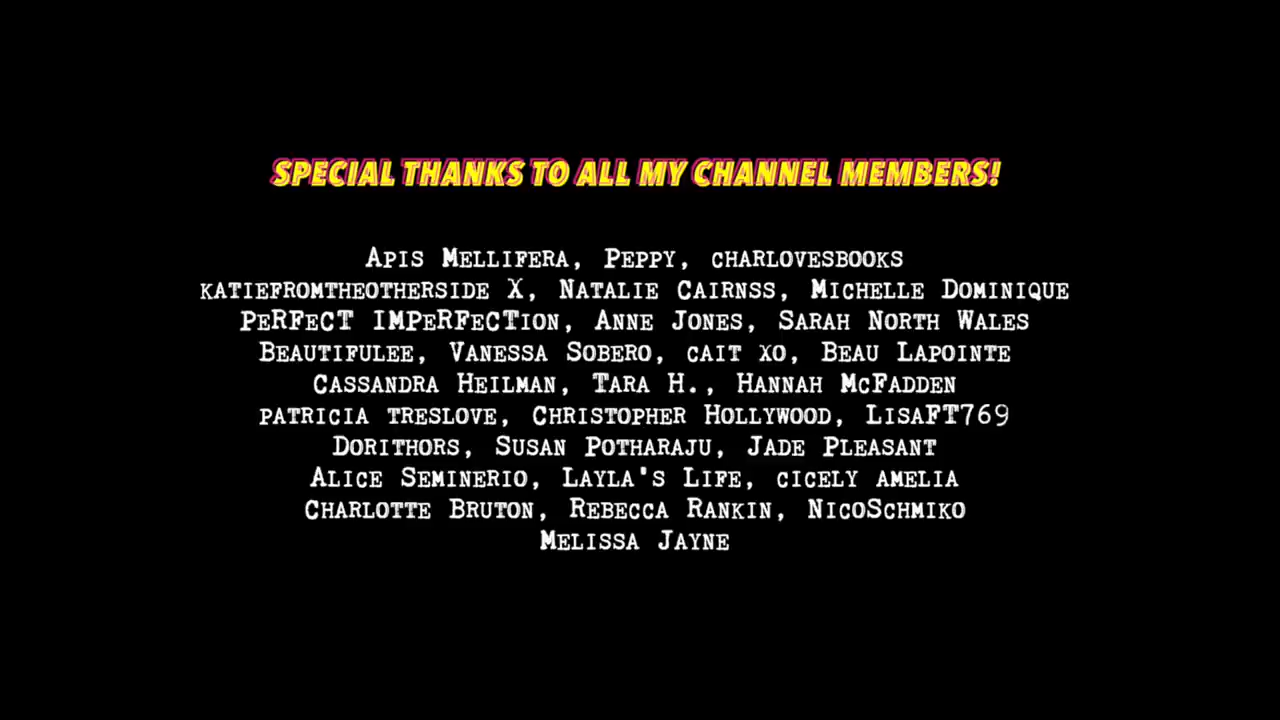 SPECIAL THANKS TO ALL MY CHANNEL MEMBERS!
Apis Mellifera, Peppy, charlovesbooks
katiefromtheotherside X, Natalie Cairnss, Michelle Dominique
PeRFeCT IMPeRFeCTion, Anne Jones, Sarah North Wales
Beautifulee, Vanessa Sobero, cait xo, Beau Lapointe
Cassandra Heilman, Tara H., Hannah McFadden
patricia treslove, Christopher Hollywood, LisaFT769
Dorithors, Susan Potharaju, Jade Pleasant
Alice Seminerio, Layla's Life, cicely amelia
Charlotte Bruton, Rebecca Rankin, NicoSchmiko
Melissa Jayne